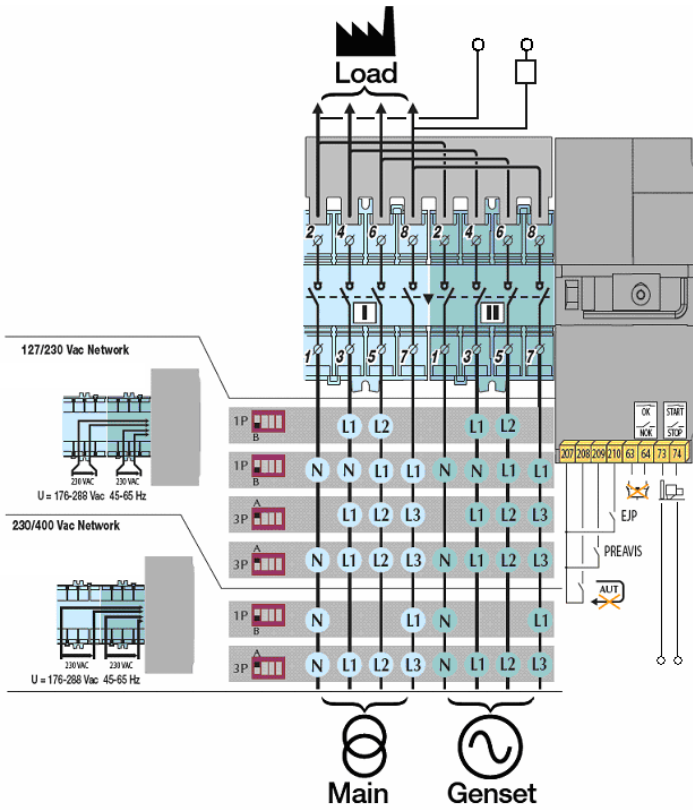 Load
2 4 6 8 2 4 6 8
I II
1 3 5 7 1 3 5 7
OK START
NOK STOP
207 208 209 210 63 64 73 74
EJP
PREAVIS
AUT
127/230 Vac Network
230 VAC 230 VAC
U = 176-288 Vac 45-65 Hz
1P B L1 L2 L1 L2
1P B N N L1 L1 N N L1 L1
A
3P L1 L2 L3 L1 L2 L3
A
3P N L1 L2 L3 N L1 L2 L3
230/400 Vac Network
230 VAC 230 VAC
U = 176-288 Vac 45-65 Hz
1P B N L1 N L1
A
3P N L1 L2 L3 N L1 L2 L3
Main Genset